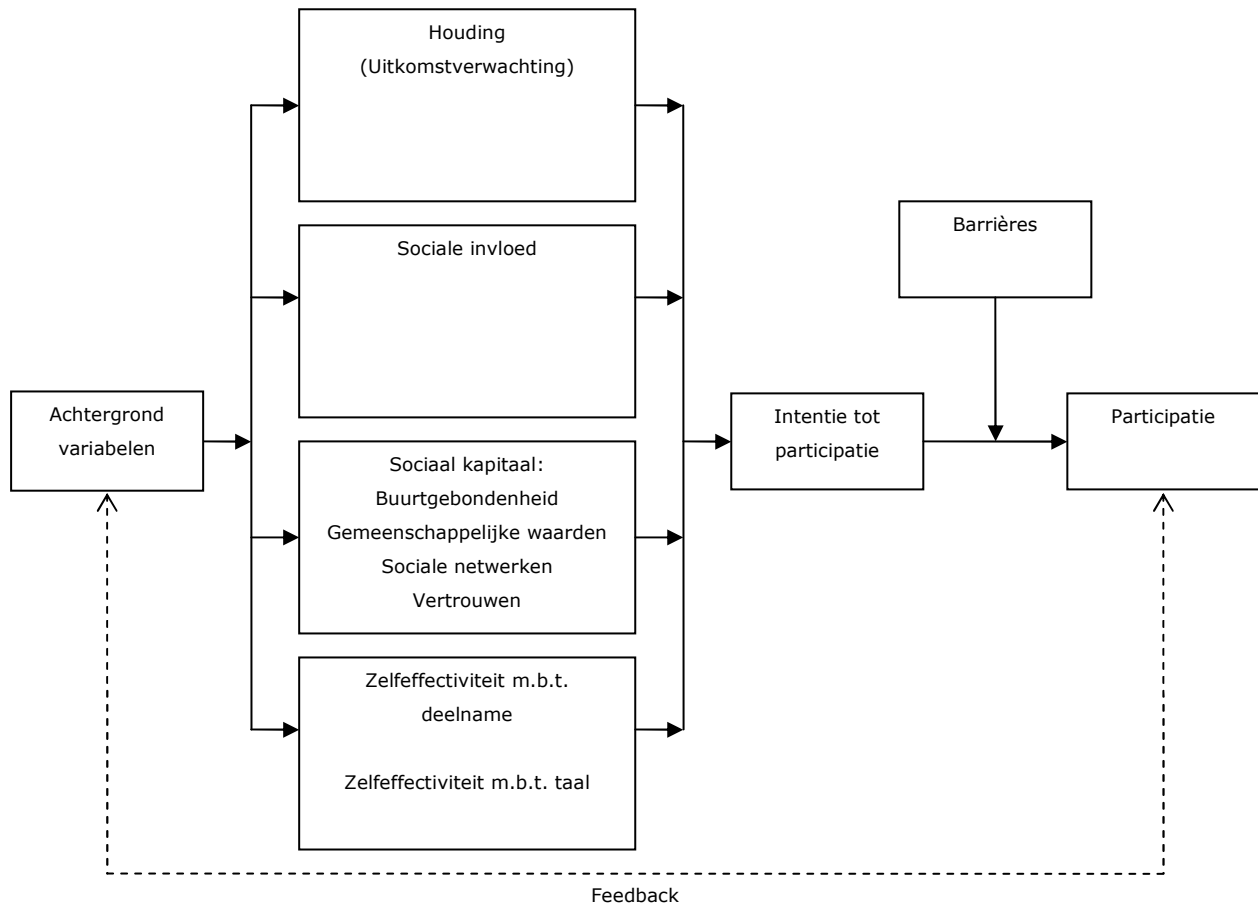 Houding
(Uitkomstverwachting)
Sociale invloed
Barrières
Achtergrond
variabelen
Sociaal kapitaal:
Buurtgebondenheid
Gemeenschappelijke waarden
Sociale netwerken
Vertrouwen
Intentie tot
participatie
Participatie
Zelfeffectiviteit m.b.t.
deelname
Zelfeffectiviteit m.b.t. taal
Feedback